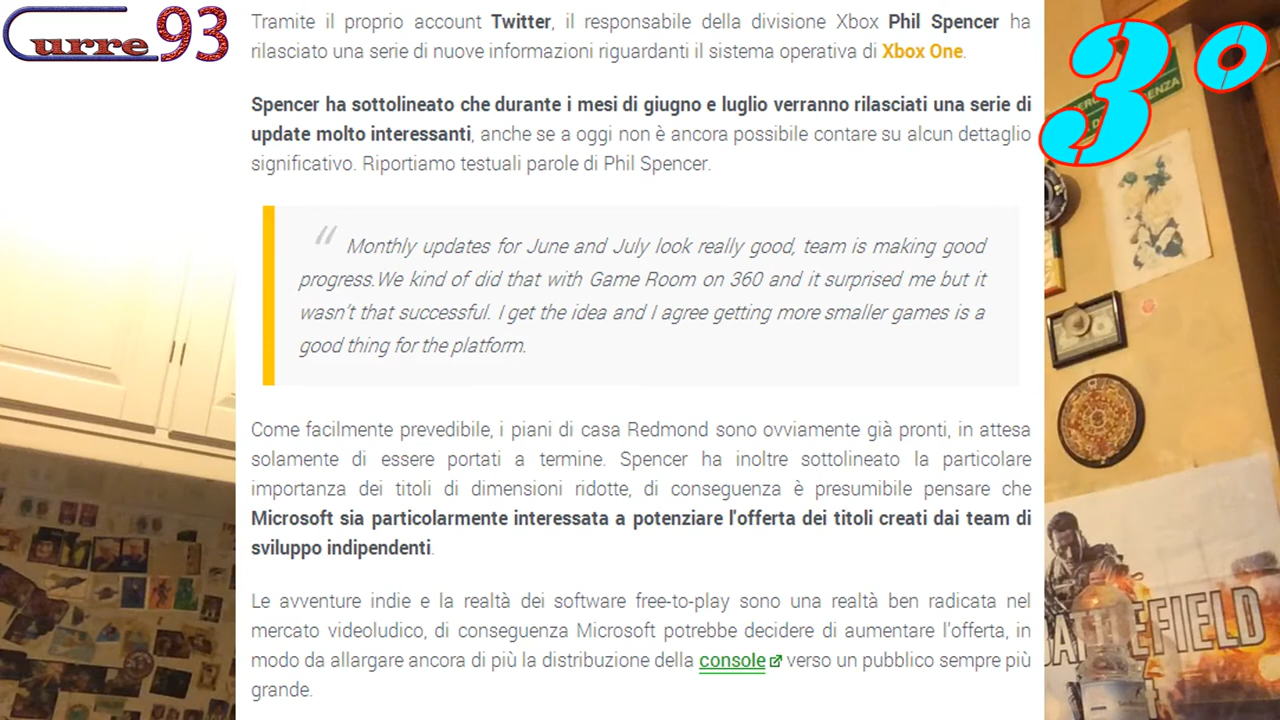 Curre93
3°
Tramite il proprio account Twitter, il responsabile della divisione Xbox Phil Spencer ha
rilasciato una serie di nuove informazioni riguardanti il sistema operativa di Xbox One.
Spencer ha sottolineato che durante i mesi di giugno e luglio verranno rilasciati una serie di
update molto interessanti, anche se a oggi non è ancora possibile contare su alcun dettaglio
significativo. Riportiamo testuali parole di Phil Spencer.
“ Monthly updates for June and July look really good, team is making good
progress.We kind of did that with Game Room on 360 and it surprised me but it
wasn't that successful. I get the idea and I agree getting more smaller games is a
good thing for the platform.
Come facilmente prevedibile, i piani di casa Redmond sono ovviamente già pronti, in attesa
solamente di essere portati a termine. Spencer ha inoltre sottolineato la particolare
importanza dei titoli di dimensioni ridotte, di conseguenza è presumibile pensare che
Microsoft sia particolarmente interessata a potenziare l'offerta dei titoli creati dai team di
sviluppo indipendenti.
Le avventure indie e la realtà dei software free-to-play sono una realtà ben radicata nel
mercato videoludico, di conseguenza Microsoft potrebbe decidere di aumentare l'offerta, in
modo da allargare ancora di più la distribuzione della console verso un pubblico sempre più
grande.
BATTLEFIELD